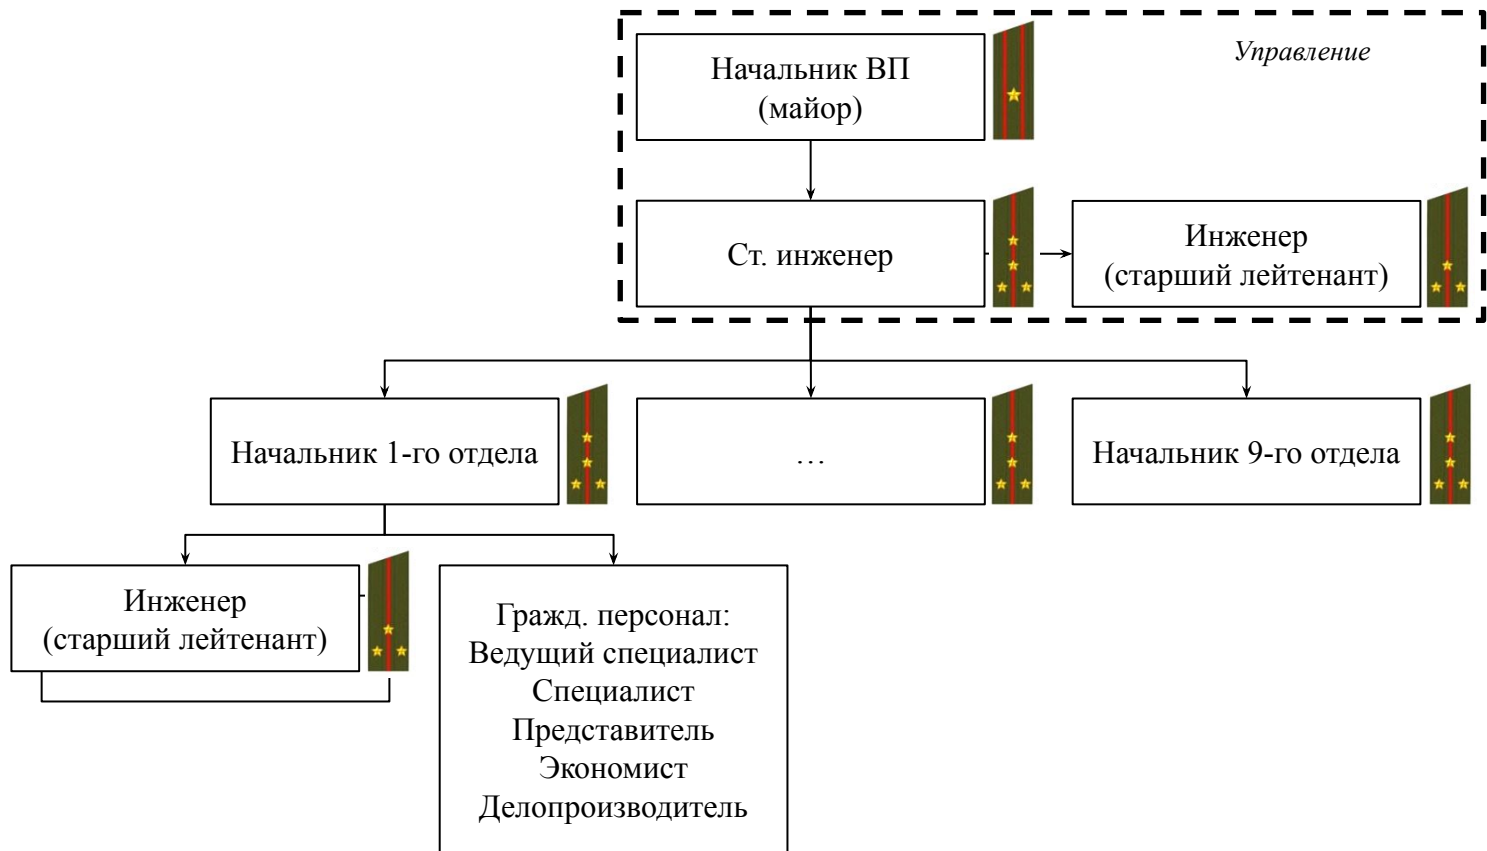 Управление
Начальник ВП
(майор)
Ст. инженер
Инженер
(старший лейтенант)
Начальник 1-го отдела
…
Начальник 9-го отдела
Инженер
(старший лейтенант)
Гражд. персонал:
Ведущий специалист
Специалист
Представитель
Экономист
Делопроизводитель